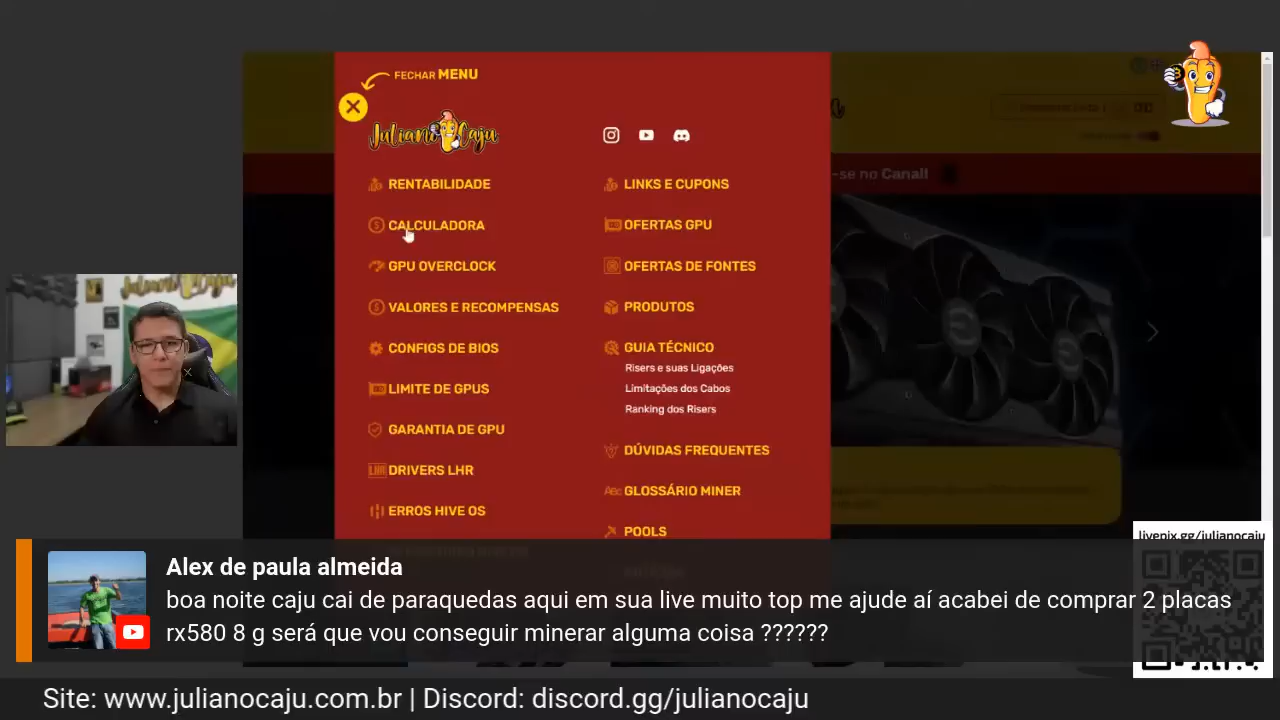 FECHAR MENU
Juliano Caju
RENTABILIDADE
CALCULADORA
GPU OVERCLOCK
VALORES E RECOMPENSAS
CONFIGS DE BIOS
LIMITE DE GPUS
GARANTIA DE GPU
DRIVERS LHR
ERROS HIVE OS
LINKS E CUPONS
OFERTAS GPU
OFERTAS DE FONTES
PRODUTOS
GUIA TÉCNICO
Risers e suas Ligações
Limitações dos Cabos
Ranking dos Risers
DÚVIDAS FREQUENTES
GLOSSÁRIO MINER
POOLS
-se no Canal!
Juliano Caju
livepix.gg/julianocaju
Alex de paula almeida
boa noite caju cai de paraquedas aqui em sua live muito top me ajude aí acabei de comprar 2 placas
rx580 8 g será que vou conseguir minerar alguma coisa ??????
Site: www.julianocaju.com.br | Discord: discord.gg/julianocaju